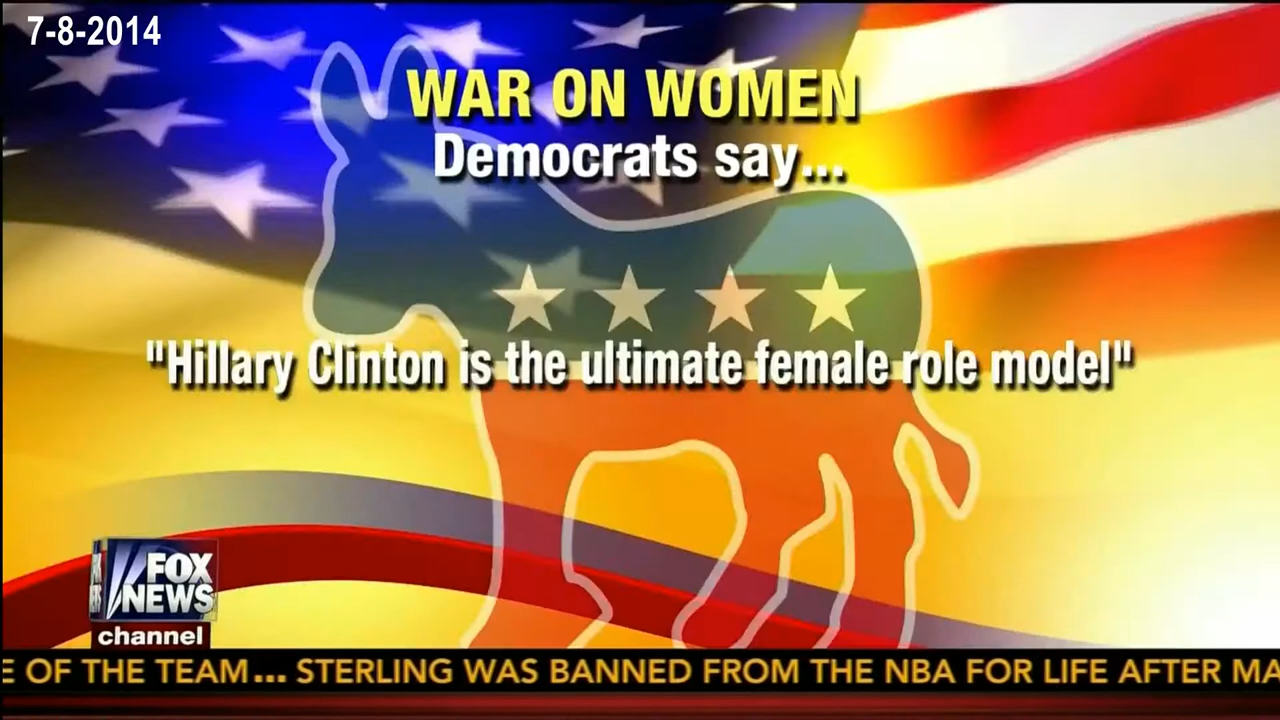 7-8-2014
WAR ON WOMEN
Democrats say...
"Hillary Clinton is the ultimate female role model"
FOX
NEWS
channel
E OF THE TEAM... STERLING WAS BANNED FROM THE NBA FOR LIFE AFTER MA